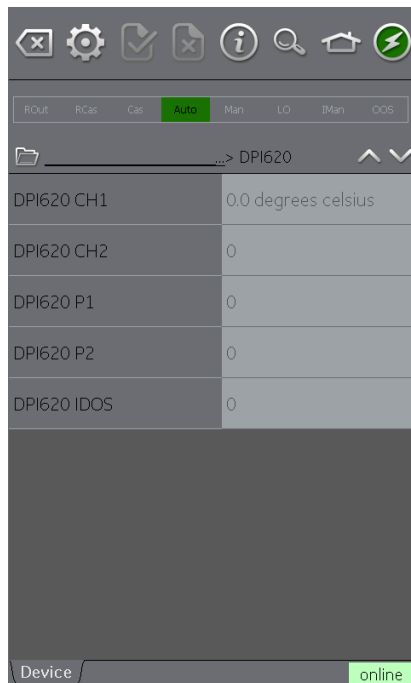 ROut RCas Cas Auto Man LO IMan OOS
...> DPI620
DPI620 CH1 0.0 degrees celsius
DPI620 CH2 0
DPI620 P1 0
DPI620 P2 0
DPI620 IDOS 0
Device online